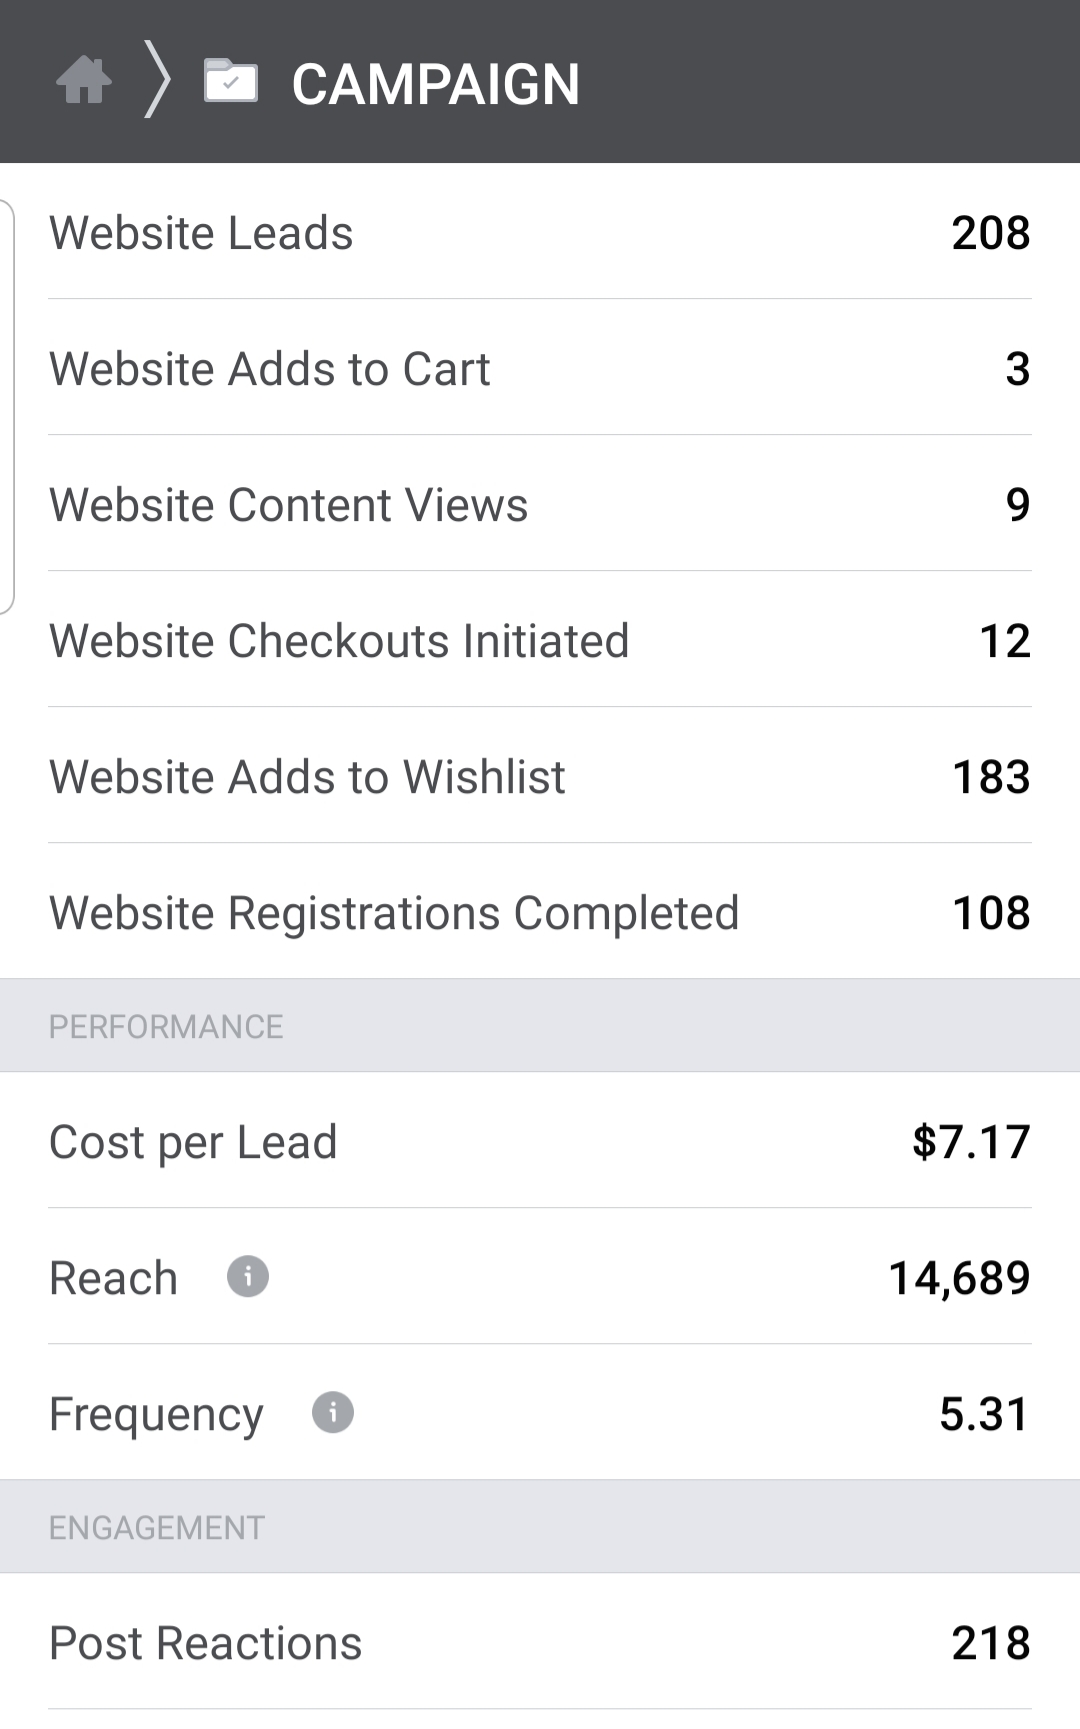 CAMPAIGN
Website Leads 208
Website Adds to Cart 3
Website Content Views 9
Website Checkouts Initiated 12
Website Adds to Wishlist 183
Website Registrations Completed 108
PERFORMANCE
Cost per Lead $7.17
Reach i 14,689
Frequency i 5.31
ENGAGEMENT
Post Reactions 218